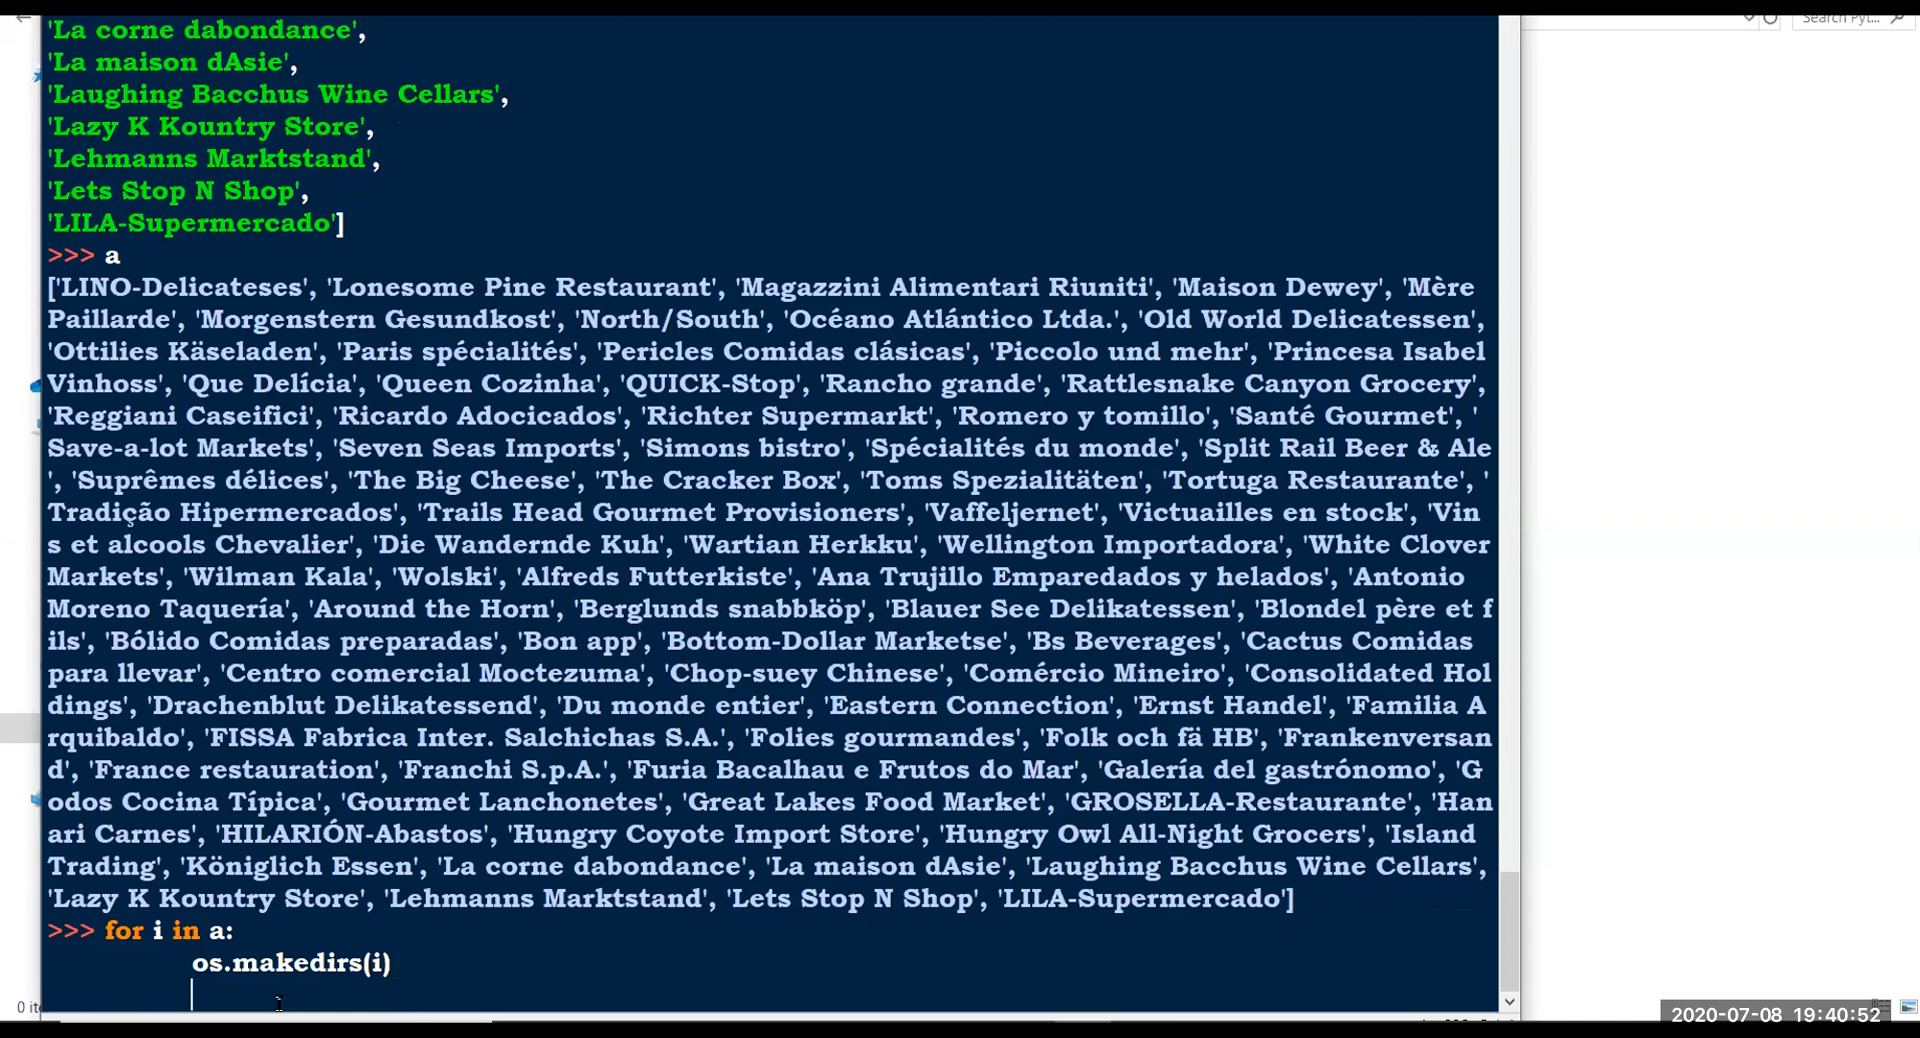 Search Pyt...
'La corne dabondance',
'La maison dAsie',
'Laughing Bacchus Wine Cellars',
'Lazy K Kountry Store',
'Lehmanns Marktstand',
'Lets Stop N Shop',
'LILA-Supermercado']
>>> a
['LINO-Delicateses', 'Lonesome Pine Restaurant', 'Magazzini Alimentari Riuniti', 'Maison Dewey', 'Mère
Paillarde', 'Morgenstern Gesundkost', 'North/South', 'Océano Atlántico Ltda.', 'Old World Delicatessen',
'Ottilies Käseladen', 'Paris spécialités', 'Pericles Comidas clásicas', 'Piccolo und mehr', 'Princesa Isabel
Vinhoss', 'Que Delícia', 'Queen Cozinha', 'QUICK-Stop', 'Rancho grande', 'Rattlesnake Canyon Grocery',
'Reggiani Caseifici', 'Ricardo Adocicados', 'Richter Supermarkt', 'Romero y tomillo', 'Santé Gourmet', '
Save-a-lot Markets', 'Seven Seas Imports', 'Simons bistro', 'Spécialités du monde', 'Split Rail Beer & Ale
', 'Suprêmes délices', 'The Big Cheese', 'The Cracker Box', 'Toms Spezialitäten', 'Tortuga Restaurante', '
Tradição Hipermercados', 'Trails Head Gourmet Provisioners', 'Vaffeljernet', 'Victuailles en stock', 'Vin
s et alcools Chevalier', 'Die Wandernde Kuh', 'Wartian Herkku', 'Wellington Importadora', 'White Clover
Markets', 'Wilman Kala', 'Wolski', 'Alfreds Futterkiste', 'Ana Trujillo Emparedados y helados', 'Antonio
Moreno Taquería', 'Around the Horn', 'Berglunds snabbköp', 'Blauer See Delikatessen', 'Blondel père et f
ils', 'Bólido Comidas preparadas', 'Bon app', 'Bottom-Dollar Marketse', 'Bs Beverages', 'Cactus Comidas
para llevar', 'Centro comercial Moctezuma', 'Chop-suey Chinese', 'Comércio Mineiro', 'Consolidated Hol
dings', 'Drachenblut Delikatessend', 'Du monde entier', 'Eastern Connection', 'Ernst Handel', 'Familia A
rquibaldo', 'FISSA Fabrica Inter. Salchichas S.A.', 'Folies gourmandes', 'Folk och fä HB', 'Frankenversan
d', 'France restauration', 'Franchi S.p.A.', 'Furia Bacalhau e Frutos do Mar', 'Galería del gastrónomo', 'G
odos Cocina Típica', 'Gourmet Lanchonetes', 'Great Lakes Food Market', 'GROSELLA-Restaurante', 'Han
ari Carnes', 'HILARIÓN-Abastos', 'Hungry Coyote Import Store', 'Hungry Owl All-Night Grocers', 'Island
Trading', 'Königlich Essen', 'La corne dabondance', 'La maison dAsie', 'Laughing Bacchus Wine Cellars',
'Lazy K Kountry Store', 'Lehmanns Marktstand', 'Lets Stop N Shop', 'LILA-Supermercado']
>>> for i in a:
os.makedirs(i)
0 ite
2020-07-08 19:40:52